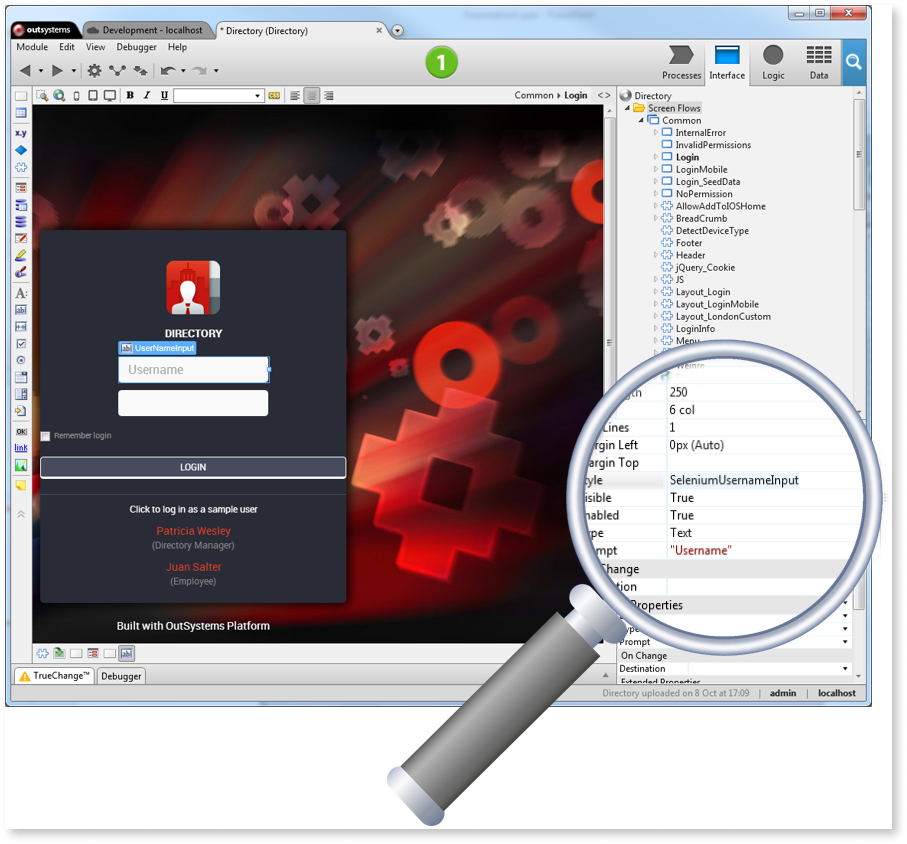 outsystems
Development - localhost
* Directory (Directory)
Module Edit View Debugger Help
1
Processes Interface Logic Data
B I U
Common Login <>
Directory
Screen Flows
Common
InternalError
InvalidPermissions
Login
LoginMobile
Login_SeedData
NoPermission
AllowAddToIOSHome
BreadCrumb
DetectDeviceType
Footer
Header
jQuery_Cookie
JS
Layout_Login
Layout_LoginMobile
Layout_LondonCustom
LoginInfo
Menu
x.y
A
ab
OK
link
DIRECTORY
ab UserNameInput
Username
Remember login
LOGIN
Click to log in as a sample user
Patricia Wesley
(Directory Manager)
Juan Salter
(Employee)
Built with OutSystems Platform
250
6 col
Lines 1
rgin Left 0px (Auto)
argin Top
yle SeleniumUsernameInput
isible True
nabled True
pe Text
mpt "Username"
Change
tion
Properties
Prompt
On Change
Destination
Extended Properties
TrueChange™ Debugger
Directory uploaded on 8 Oct at 17:09 | admin | localhost